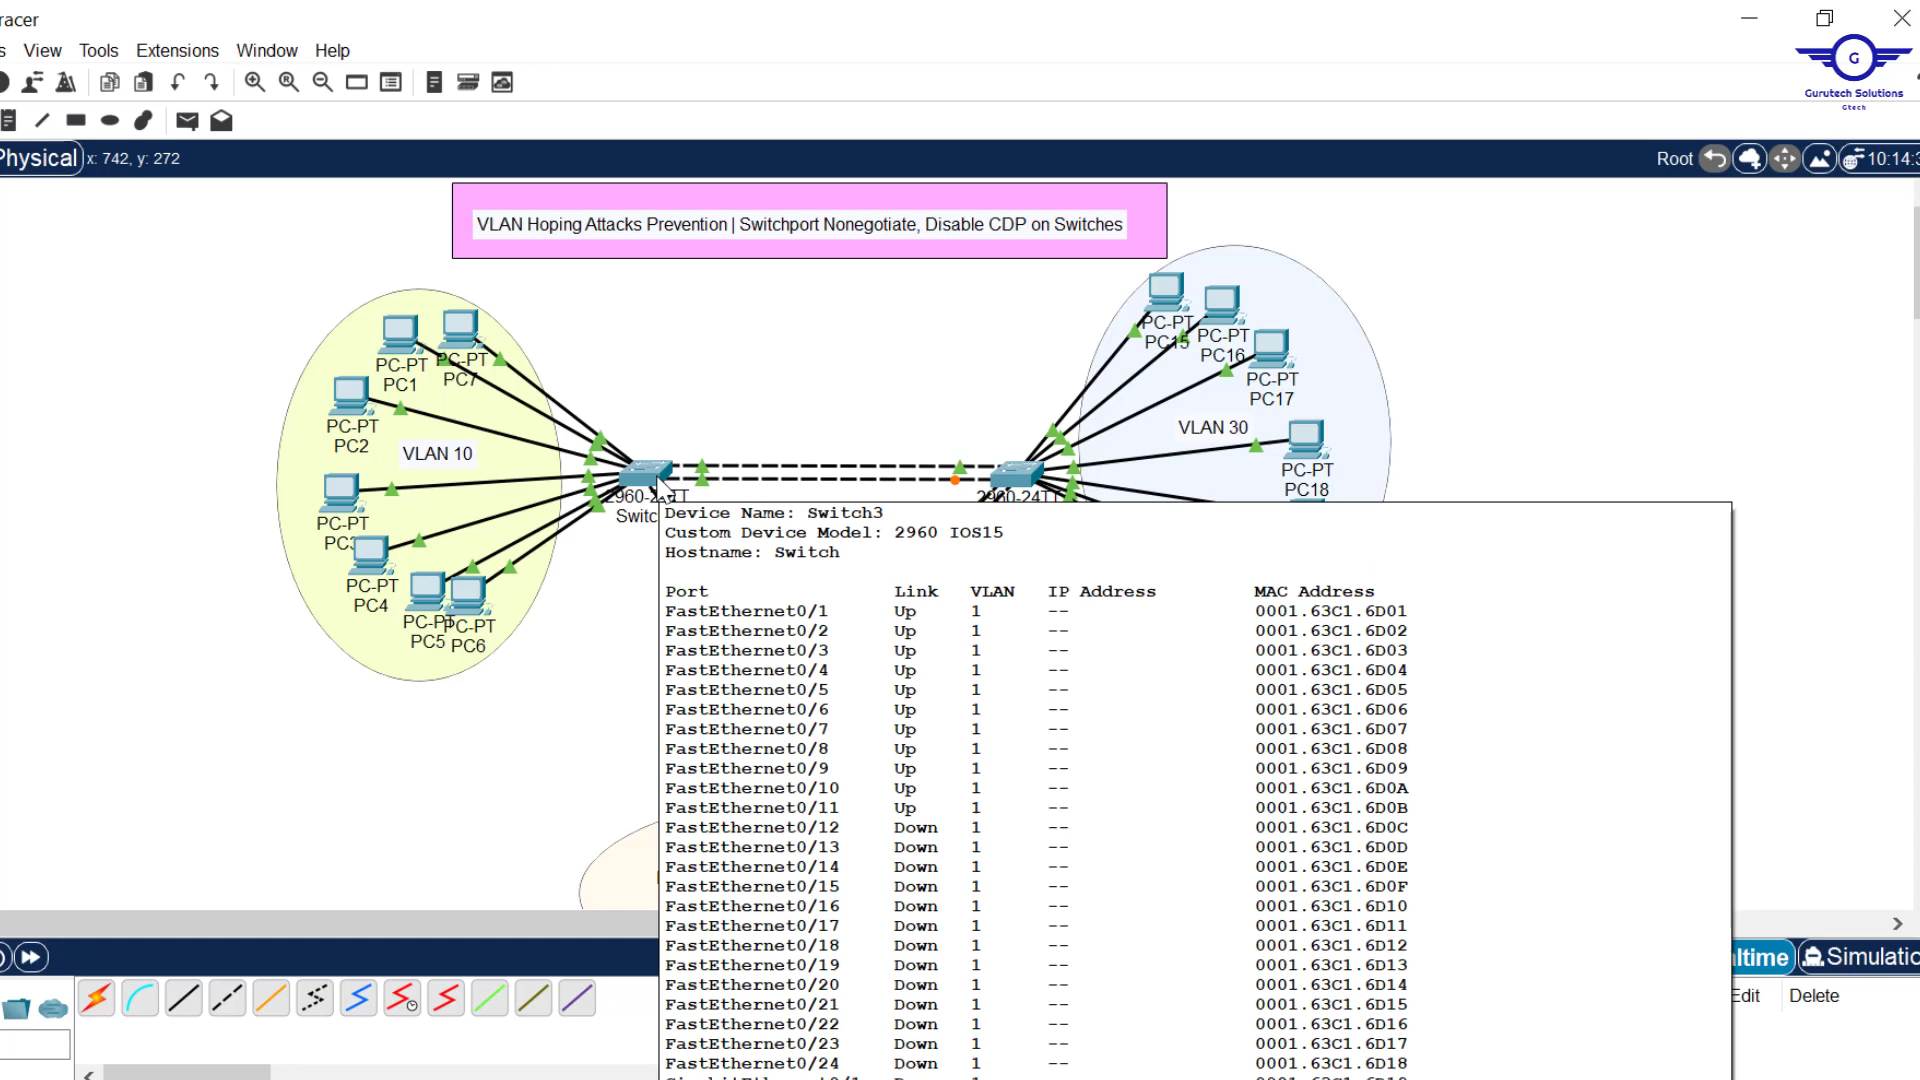 racer
s View Tools Extensions Window Help
G
Gurutech Solutions
Gtech
Physical x: 742, y: 272
Root 10:14:3
VLAN Hoping Attacks Prevention | Switchport Nonegotiate, Disable CDP on Switches
PC-PT
PC1
PC-PT
PC7
PC-PT
PC2
VLAN 10
PC-PT
PC3
PC-PT
PC4
PC-PT
PC5
PC-PT
PC6
2960-24TT
Switc
2960-24TT
PC-PT
PC15
PC-PT
PC16
PC-PT
PC17
VLAN 30
PC-PT
PC18
Device Name: Switch3
Custom Device Model: 2960 IOS15
Hostname: Switch
Port Link VLAN IP Address MAC Address
FastEthernet0/1 Up 1 -- 0001.63C1.6D01
FastEthernet0/2 Up 1 -- 0001.63C1.6D02
FastEthernet0/3 Up 1 -- 0001.63C1.6D03
FastEthernet0/4 Up 1 -- 0001.63C1.6D04
FastEthernet0/5 Up 1 -- 0001.63C1.6D05
FastEthernet0/6 Up 1 -- 0001.63C1.6D06
FastEthernet0/7 Up 1 -- 0001.63C1.6D07
FastEthernet0/8 Up 1 -- 0001.63C1.6D08
FastEthernet0/9 Up 1 -- 0001.63C1.6D09
FastEthernet0/10 Up 1 -- 0001.63C1.6D0A
FastEthernet0/11 Up 1 -- 0001.63C1.6D0B
FastEthernet0/12 Down 1 -- 0001.63C1.6D0C
FastEthernet0/13 Down 1 -- 0001.63C1.6D0D
FastEthernet0/14 Down 1 -- 0001.63C1.6D0E
FastEthernet0/15 Down 1 -- 0001.63C1.6D0F
FastEthernet0/16 Down 1 -- 0001.63C1.6D10
FastEthernet0/17 Down 1 -- 0001.63C1.6D11
FastEthernet0/18 Down 1 -- 0001.63C1.6D12
FastEthernet0/19 Down 1 -- 0001.63C1.6D13
FastEthernet0/20 Down 1 -- 0001.63C1.6D14
FastEthernet0/21 Down 1 -- 0001.63C1.6D15
FastEthernet0/22 Down 1 -- 0001.63C1.6D16
FastEthernet0/23 Down 1 -- 0001.63C1.6D17
FastEthernet0/24 Down 1 -- 0001.63C1.6D18
ltime Simulatio
Edit Delete